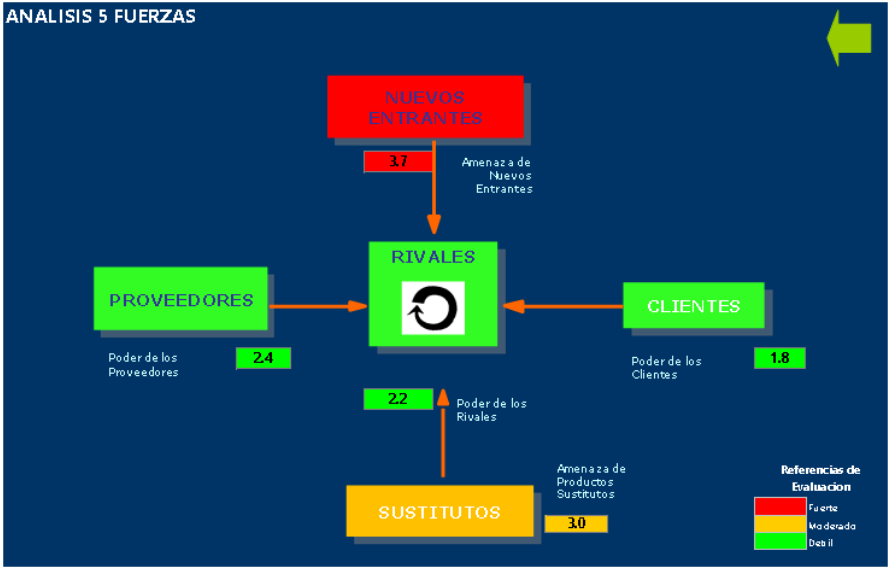 ANALISIS 5 FUERZAS
NUEVOS
ENTRANTES
3.7
Amenaza de
Nuevos
Entrantes
RIVALES
PROVEEDORES
CLIENTES
Poder de los
Proveedores
2.4
Poder de los
Clientes
1.8
2.2
Poder de los
Rivales
Amenaza de
Productos
Sustitutos
SUSTITUTOS
3.0
Referencias de
Evaluacion
Fuerte
Moderado
Debil